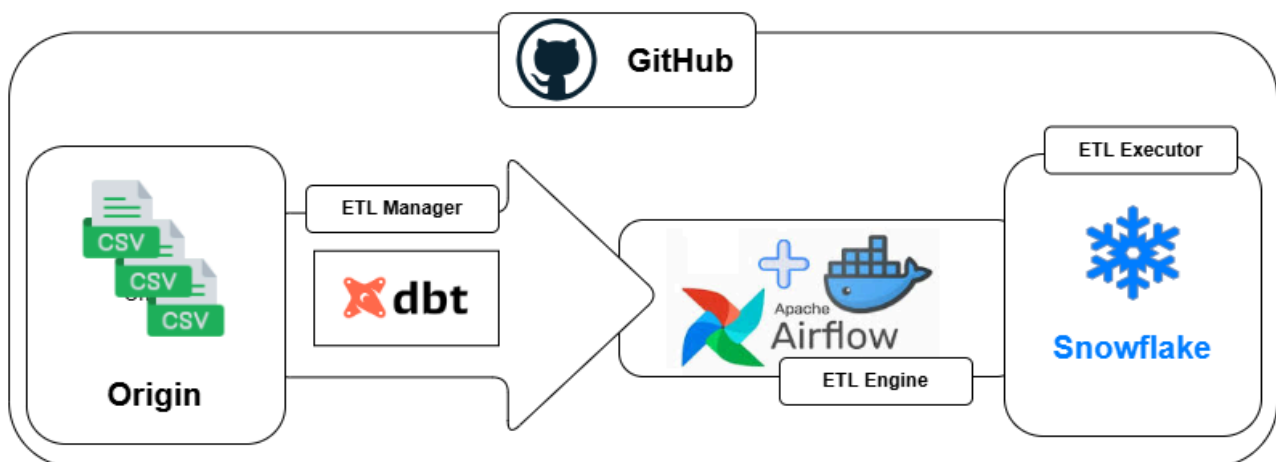 GitHub
ETL Executor
ETL Manager
CSV
CSV
CSV
dbt
Apache
Airflow
Snowflake
ETL Engine
Origin